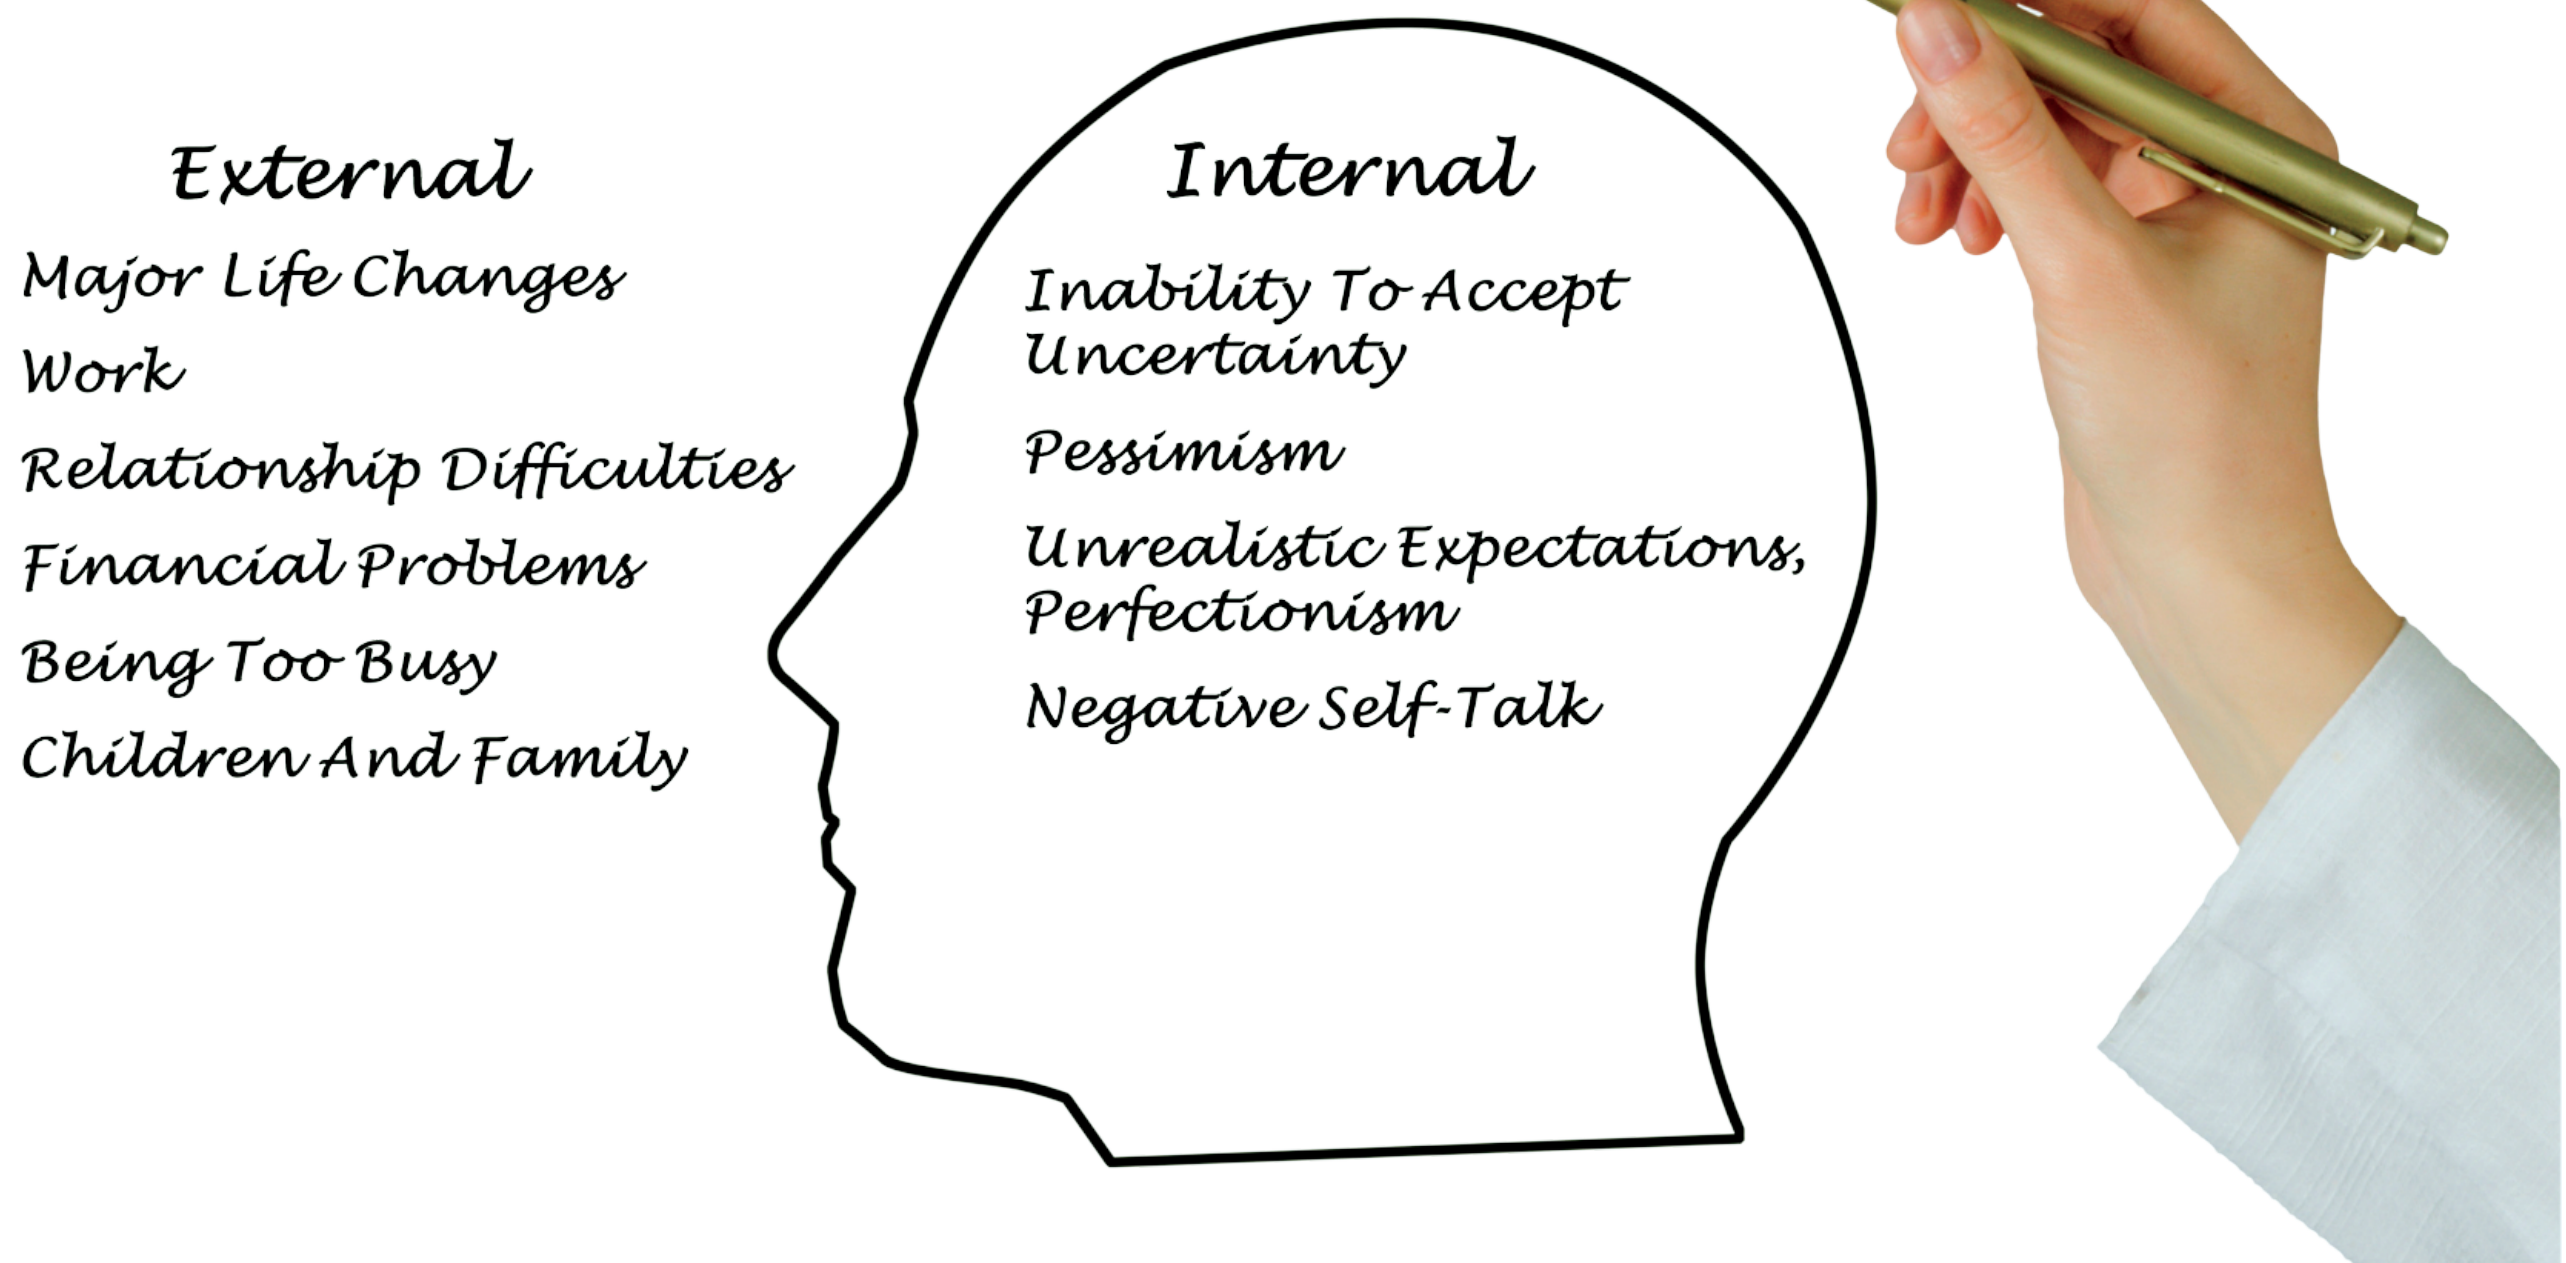 External
Major Life Changes
Work
Relationship Difficulties
Financial Problems
Being Too Busy
Children And Family
Internal
Inability To Accept
Uncertainty
Pessimism
Unrealistic Expectations,
Perfectionism
Negative Self-Talk